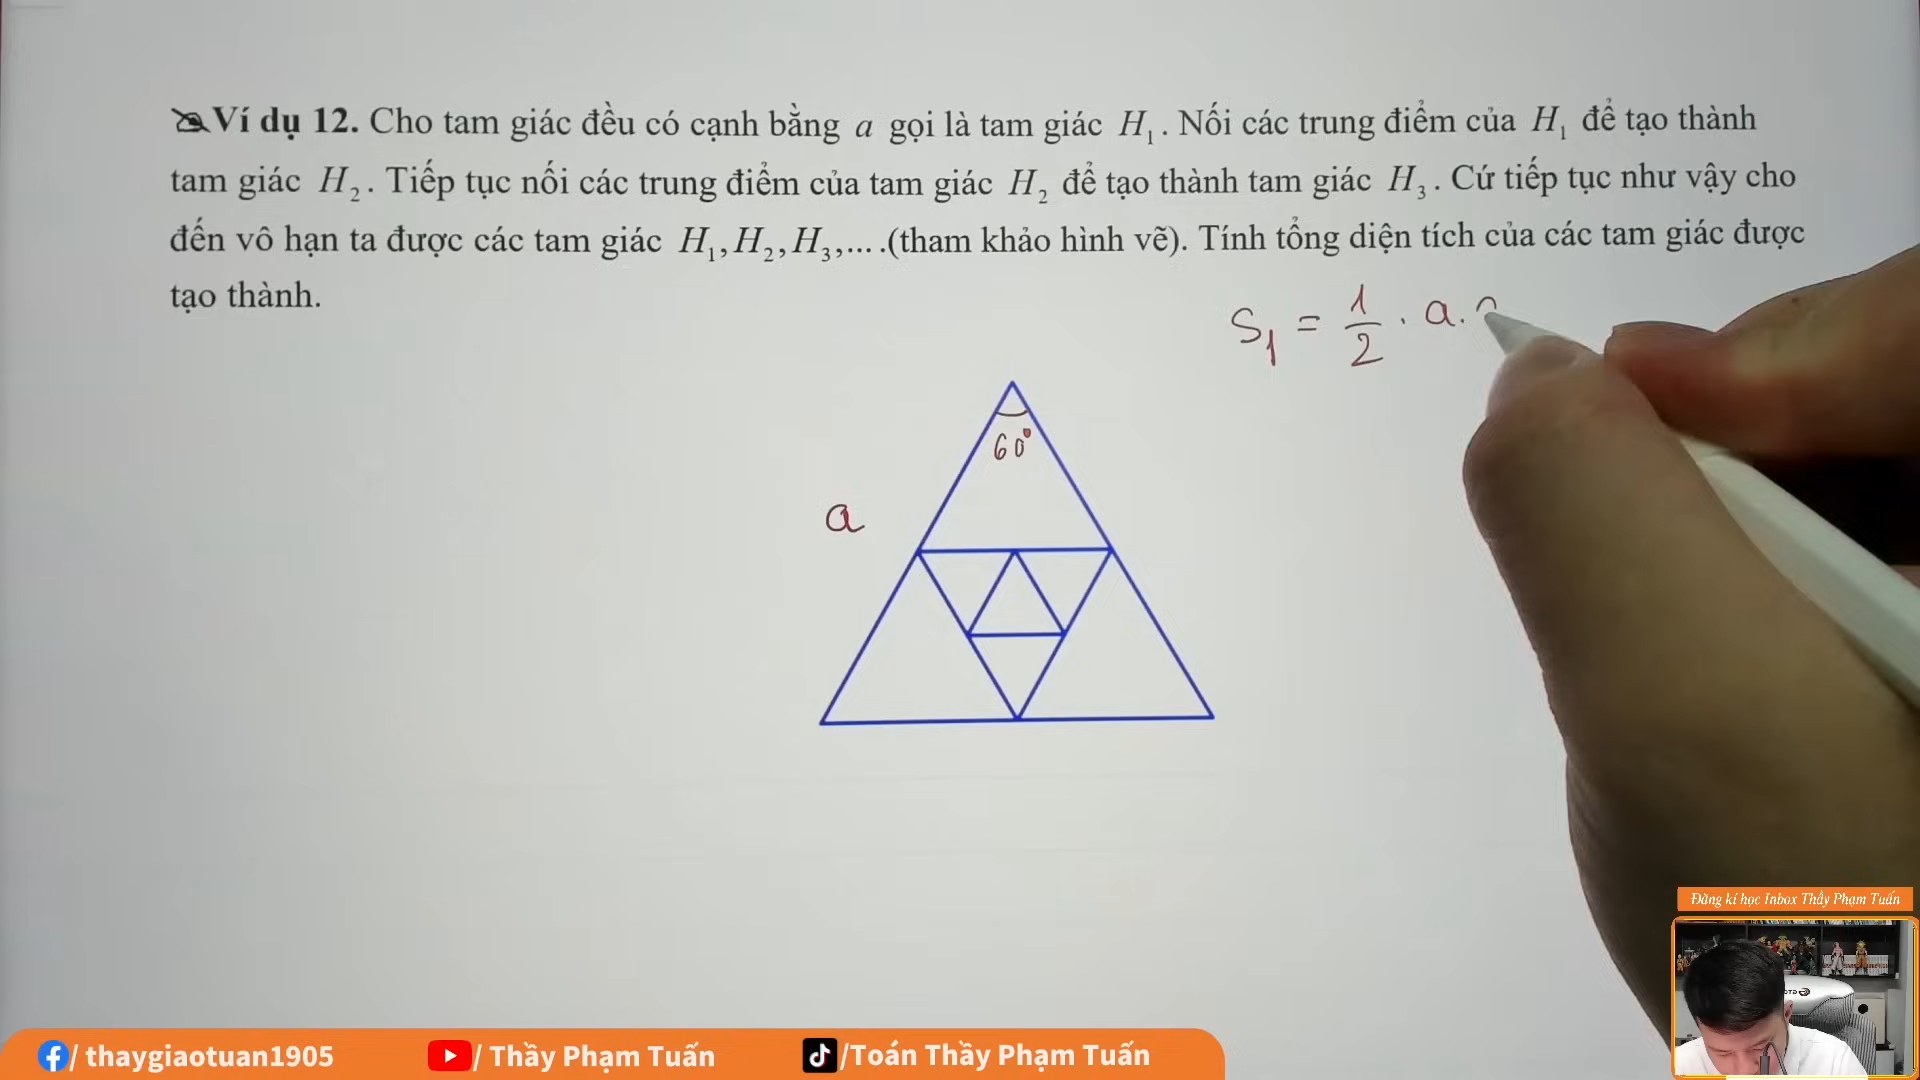 Ví dụ 12. Cho tam giác đều có cạnh bằng a gọi là tam giác H₁. Nối các trung điểm của H₁ để tạo thành
tam giác H₂. Tiếp tục nối các trung điểm của tam giác H₂ để tạo thành tam giác H₃. Cứ tiếp tục như vậy cho
đến vô hạn ta được các tam giác H₁, H₂, H₃,....(tham khảo hình vẽ). Tính tổng diện tích của các tam giác được
tạo thành.
S₁ = 1/2 . a.
60°
a
Đăng kí học Inbox Thầy Phạm Tuấn
/ thaygiaotuan1905
/ Thầy Phạm Tuấn
/Toán Thầy Phạm Tuấn